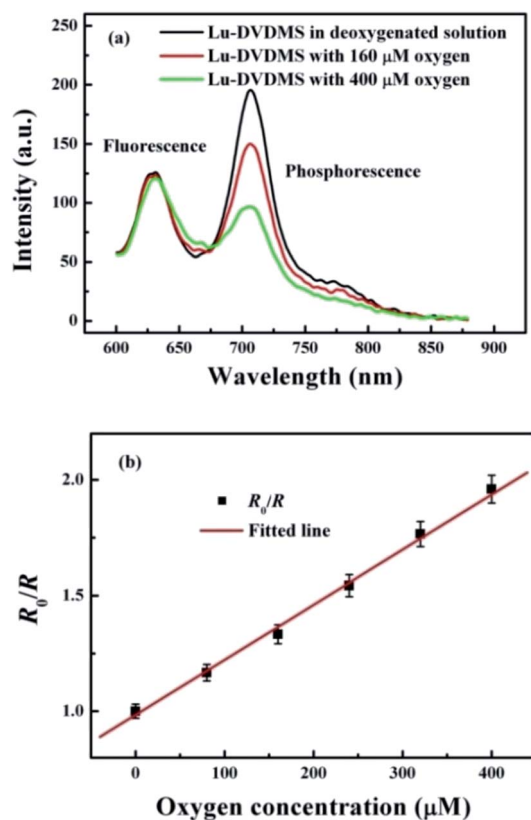 (a)
Lu-DVDMS in deoxygenated solution
Lu-DVDMS with 160 μM oxygen
Lu-DVDMS with 400 μM oxygen
Fluorescence
Phosphorescence
Intensity (a.u.)
250
200
150
100
50
0
600 650 700 750 800 850 900
Wavelength (nm)
(b)
R₀/R
Fitted line
R₀/R
2.0
1.5
1.0
0 100 200 300 400
Oxygen concentration (μM)